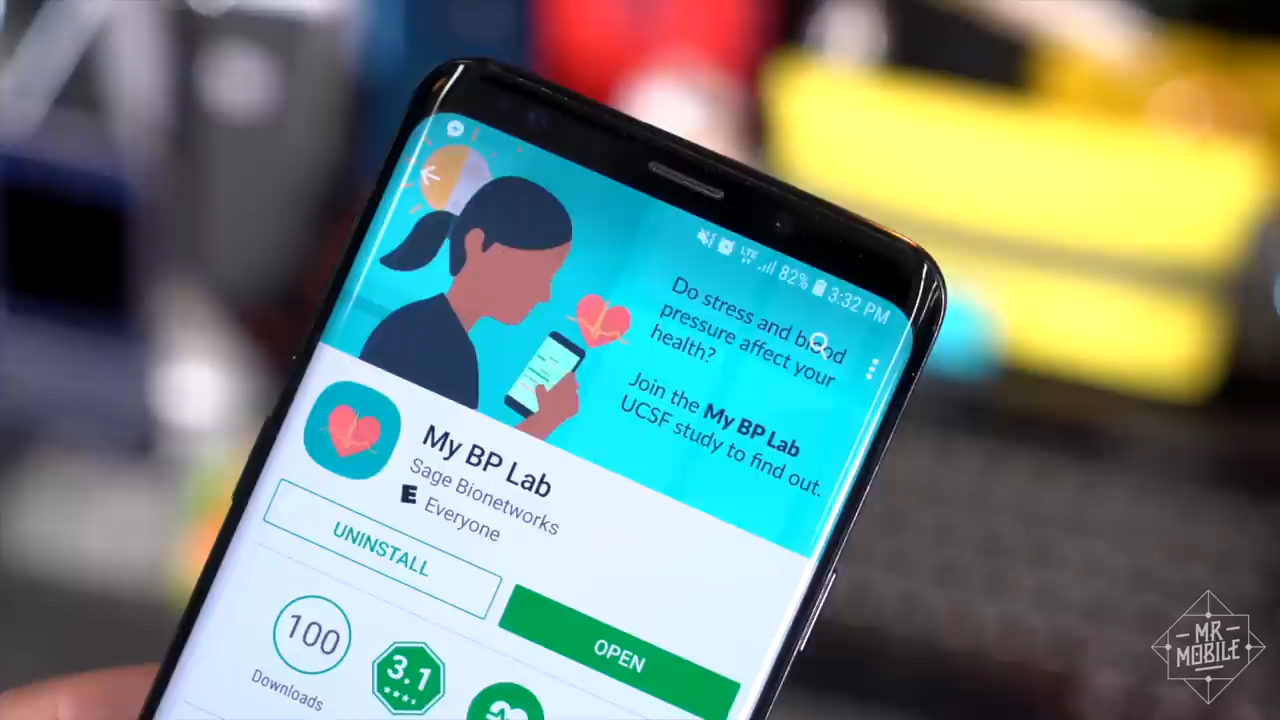 LTE 82% 3:32 PM
Do stress and blood
pressure affect your
health?
Join the My BP Lab
UCSF study to find out.
My BP Lab
Sage Bionetworks
E Everyone
UNINSTALL
OPEN
100
Downloads
3.1
MR
MOBILE